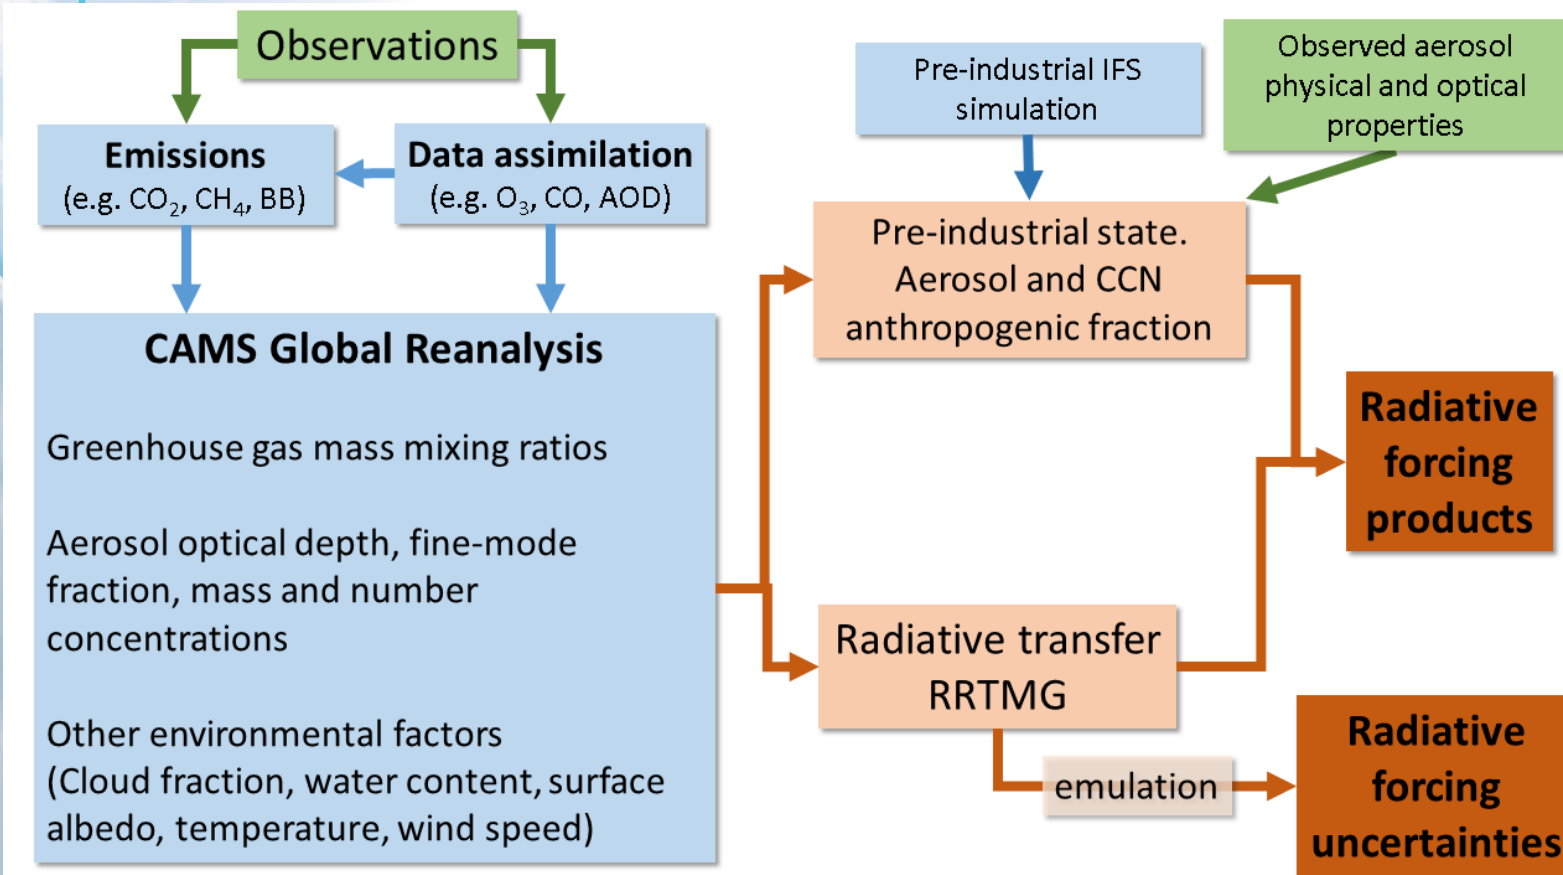 Observations
Emissions
(e.g. CO₂, CH₄, BB)
Data assimilation
(e.g. O₃, CO, AOD)
CAMS Global Reanalysis
Greenhouse gas mass mixing ratios
Aerosol optical depth, fine-mode
fraction, mass and number
concentrations
Other environmental factors
(Cloud fraction, water content, surface
albedo, temperature, wind speed)
Pre-industrial IFS
simulation
Observed aerosol
physical and optical
properties
Pre-industrial state.
Aerosol and CCN
anthropogenic fraction
Radiative transfer
RRTMG
emulation
Radiative
forcing
products
Radiative
forcing
uncertainties